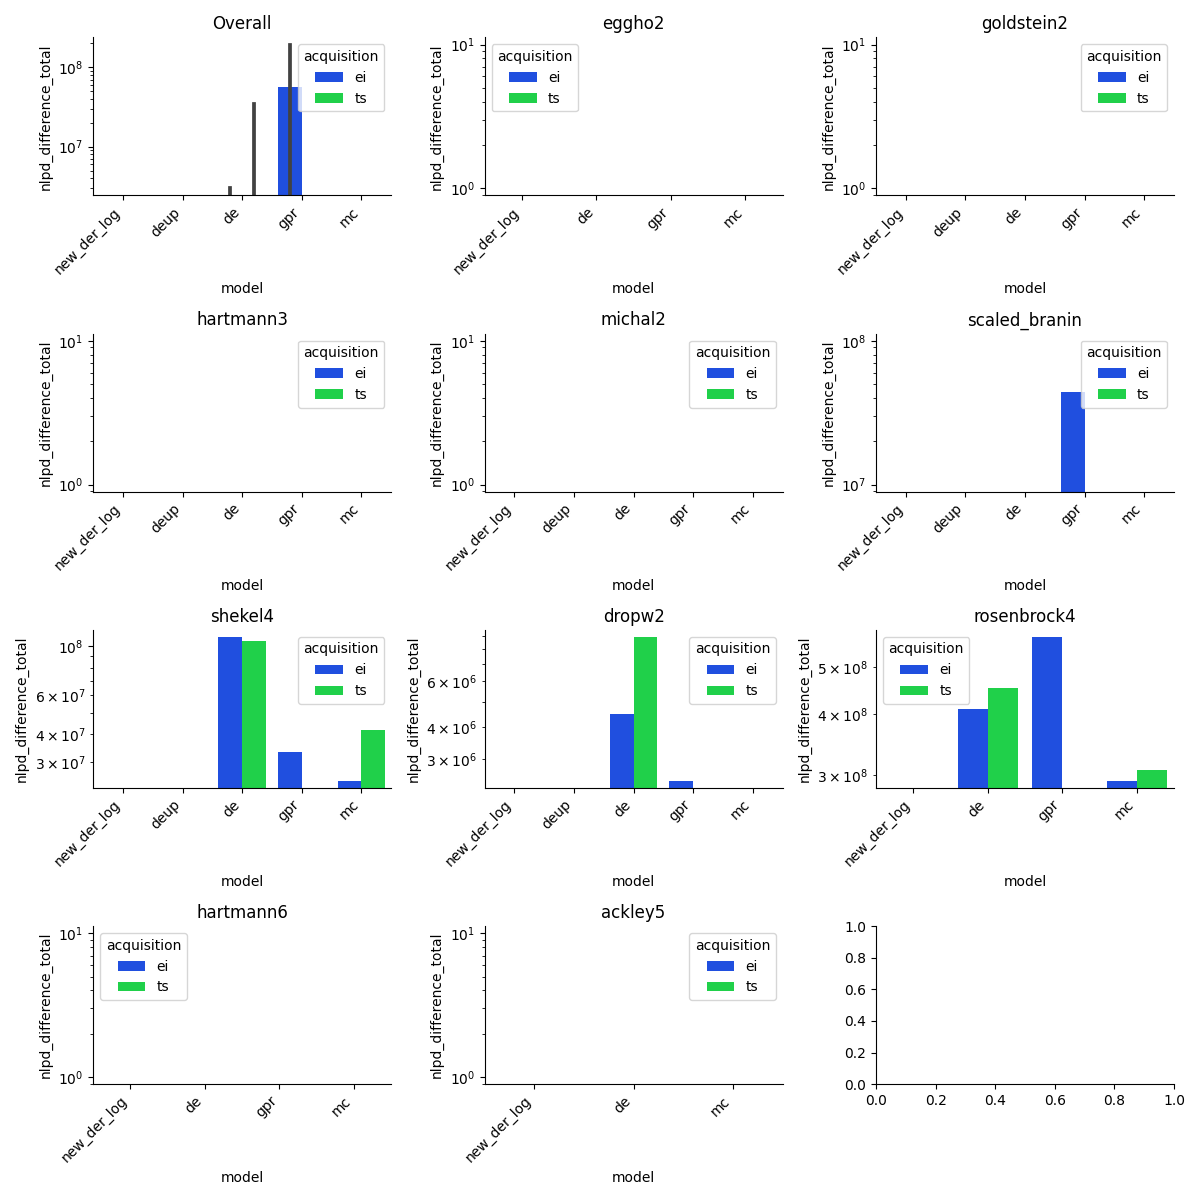 Overall
nlpd_difference_total
10^8
10^7
acquisition
ei
ts
new_der_log
deup
de
gpr
mc
model
eggho2
nlpd_difference_total
10^1
10^0
acquisition
ei
ts
new_der_log
de
gpr
mc
model
goldstein2
nlpd_difference_total
10^1
10^0
acquisition
ei
ts
new_der_log
deup
de
gpr
mc
model
hartmann3
nlpd_difference_total
10^1
10^0
acquisition
ei
ts
new_der_log
deup
de
gpr
mc
model
michal2
nlpd_difference_total
10^1
10^0
acquisition
ei
ts
new_der_log
deup
de
gpr
mc
model
scaled_branin
nlpd_difference_total
10^8
10^7
acquisition
ei
ts
new_der_log
deup
de
gpr
mc
model
shekel4
nlpd_difference_total
10^8
6 × 10^7
4 × 10^7
3 × 10^7
acquisition
ei
ts
new_der_log
deup
de
gpr
mc
model
dropw2
nlpd_difference_total
6 × 10^6
4 × 10^6
3 × 10^6
acquisition
ei
ts
new_der_log
deup
de
gpr
mc
model
rosenbrock4
nlpd_difference_total
5 × 10^8
4 × 10^8
3 × 10^8
acquisition
ei
ts
new_der_log
de
gpr
mc
model
hartmann6
nlpd_difference_total
10^1
10^0
acquisition
ei
ts
new_der_log
de
gpr
mc
model
ackley5
nlpd_difference_total
10^1
10^0
acquisition
ei
ts
new_der_log
de
mc
model
1.0
0.8
0.6
0.4
0.2
0.0
0.0 0.2 0.4 0.6 0.8 1.0